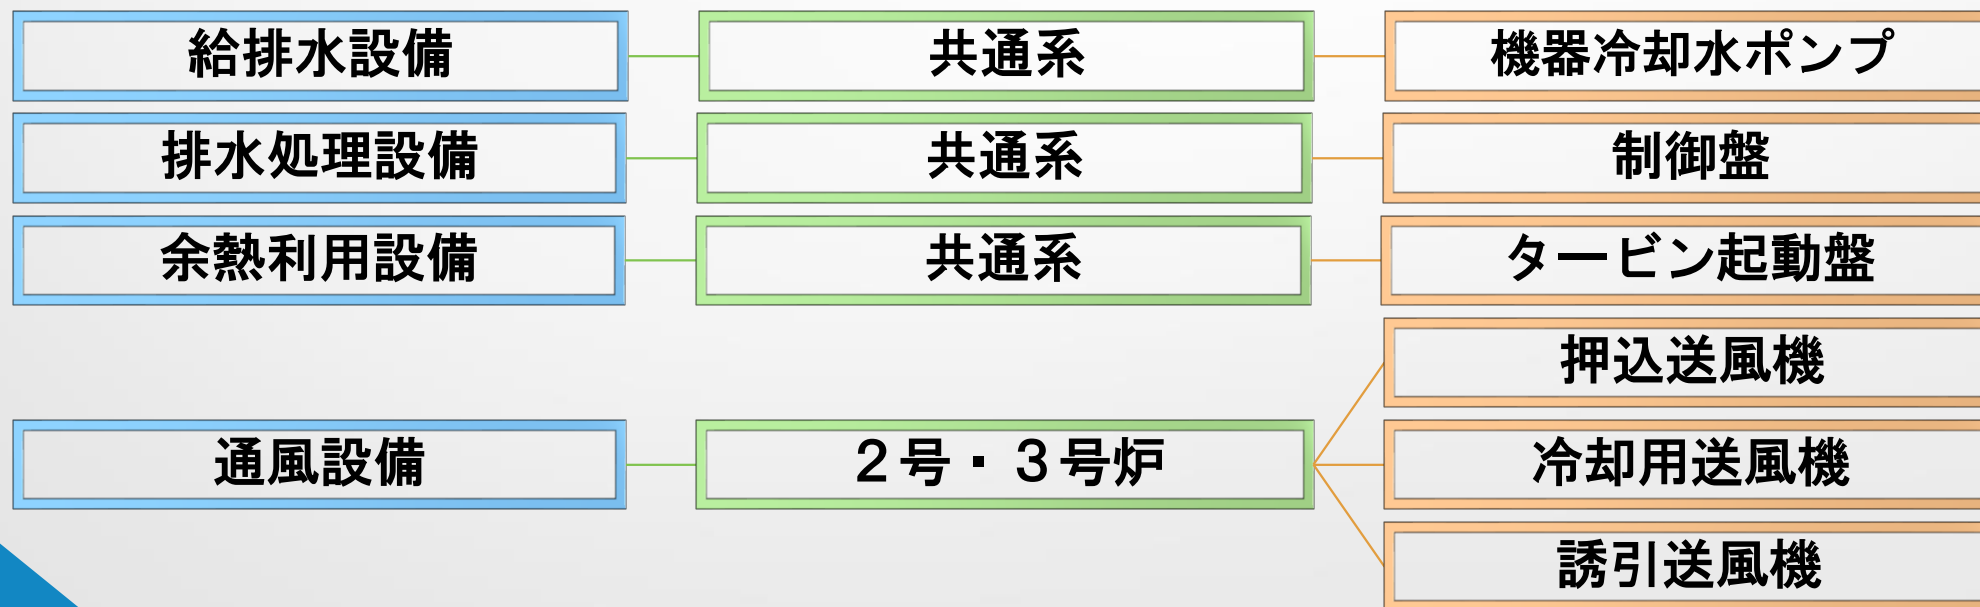 給排水設備
共通系
機器冷却水ポンプ
排水処理設備
共通系
制御盤
余熱利用設備
共通系
タービン起動盤
通風設備
２号・３号炉
押込送風機
冷却用送風機
誘引送風機